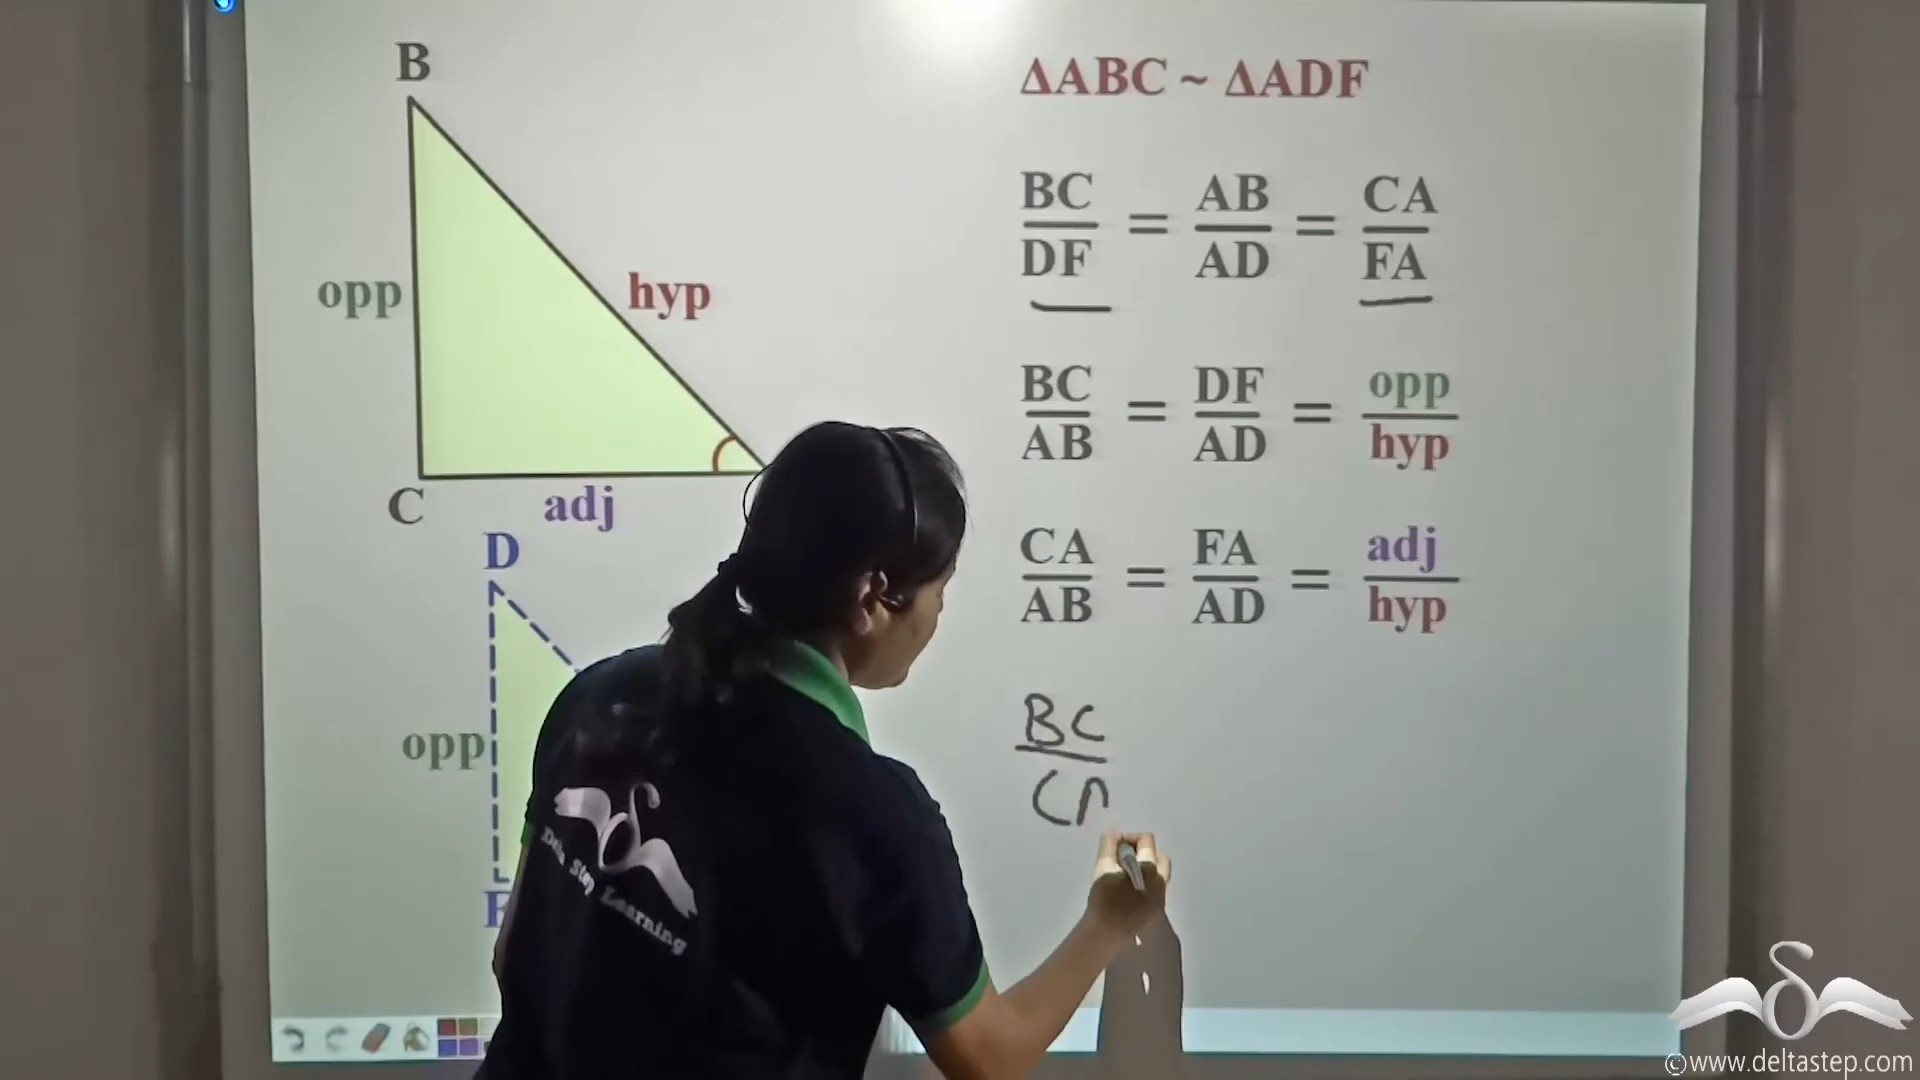 B
opp
hyp
C
adj
D
opp
ΔABC ~ ΔADF
BC/DF = AB/AD = CA/FA
BC/AB = DF/AD = opp/hyp
CA/AB = FA/AD = adj/hyp
BC
Delta Step Learning
©www.deltastep.com